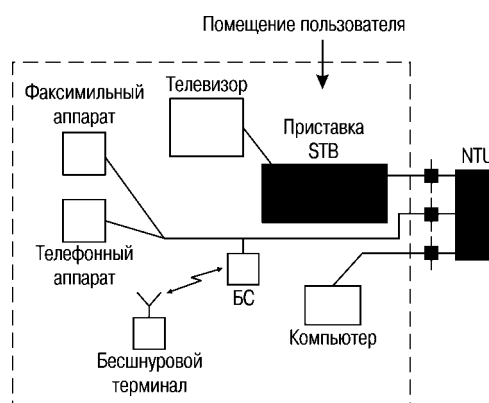 Помещение пользователя
Факсимильный
аппарат
Телевизор
Приставка
STB
NTU
Телефонный
аппарат
БС
Компьютер
Бесшнуровой
терминал